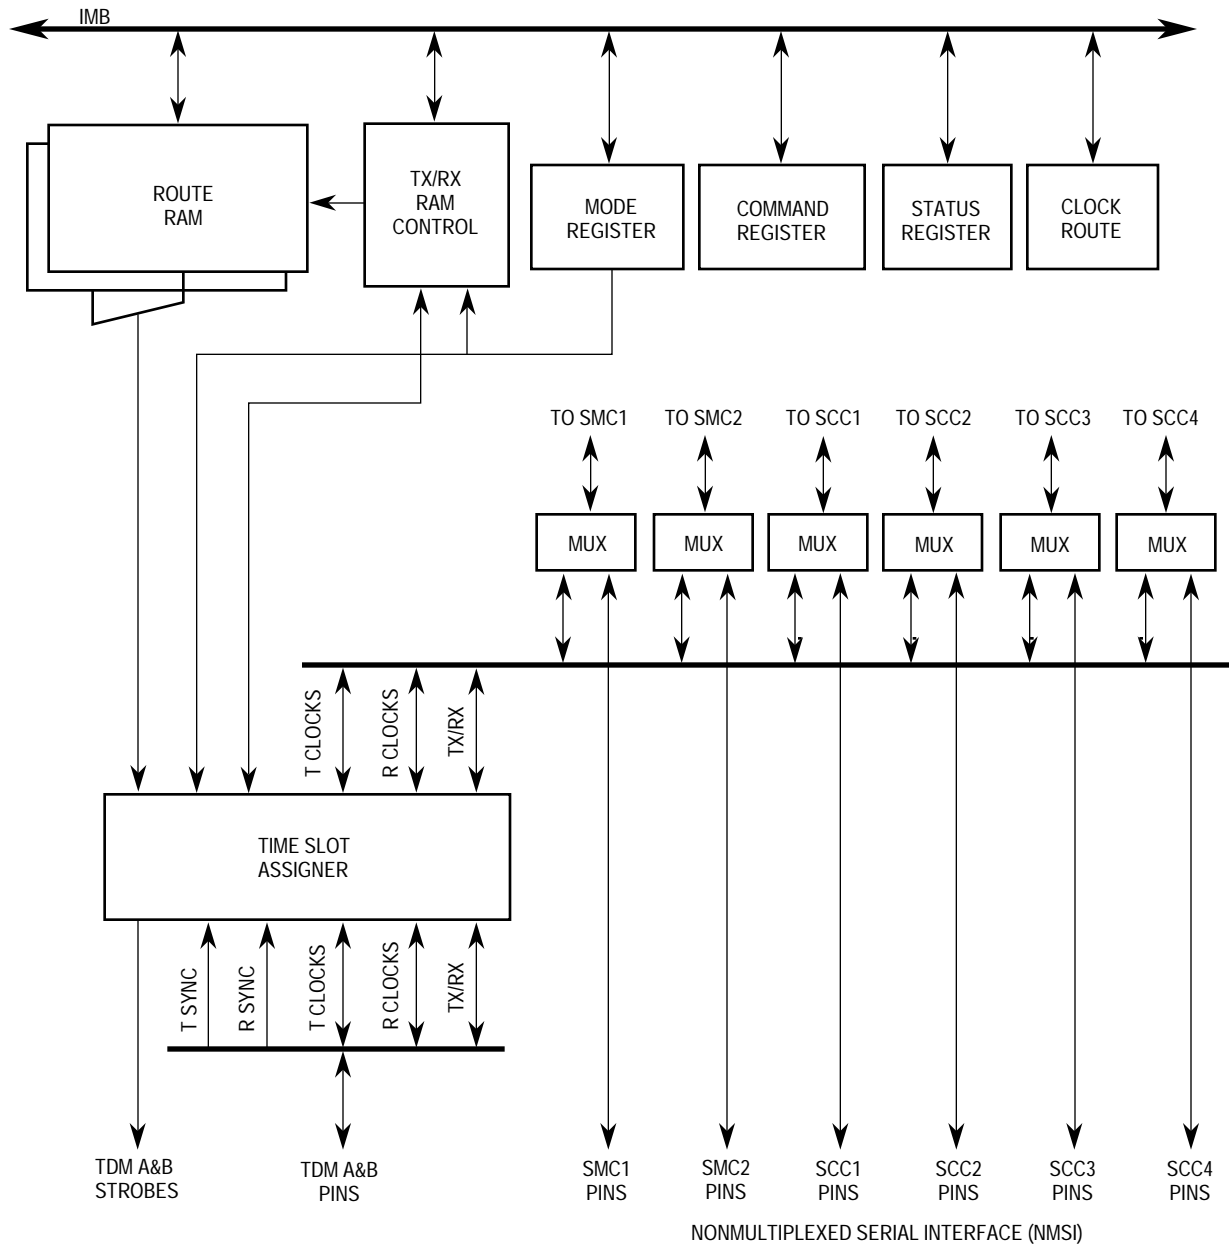 IMB
ROUTE
RAM
TX/RX
RAM
CONTROL
MODE
REGISTER
COMMAND
REGISTER
STATUS
REGISTER
CLOCK
ROUTE
TO SMC1
TO SMC2
TO SCC1
TO SCC2
TO SCC3
TO SCC4
MUX
MUX
MUX
MUX
MUX
MUX
T CLOCKS
R CLOCKS
TX/RX
TIME SLOT
ASSIGNER
T SYNC
R SYNC
T CLOCKS
R CLOCKS
TX/RX
TDM A&B
STROBES
TDM A&B
PINS
SMC1
PINS
SMC2
PINS
SCC1
PINS
SCC2
PINS
SCC3
PINS
SCC4
PINS
NONMULTIPLEXED SERIAL INTERFACE (NMSI)